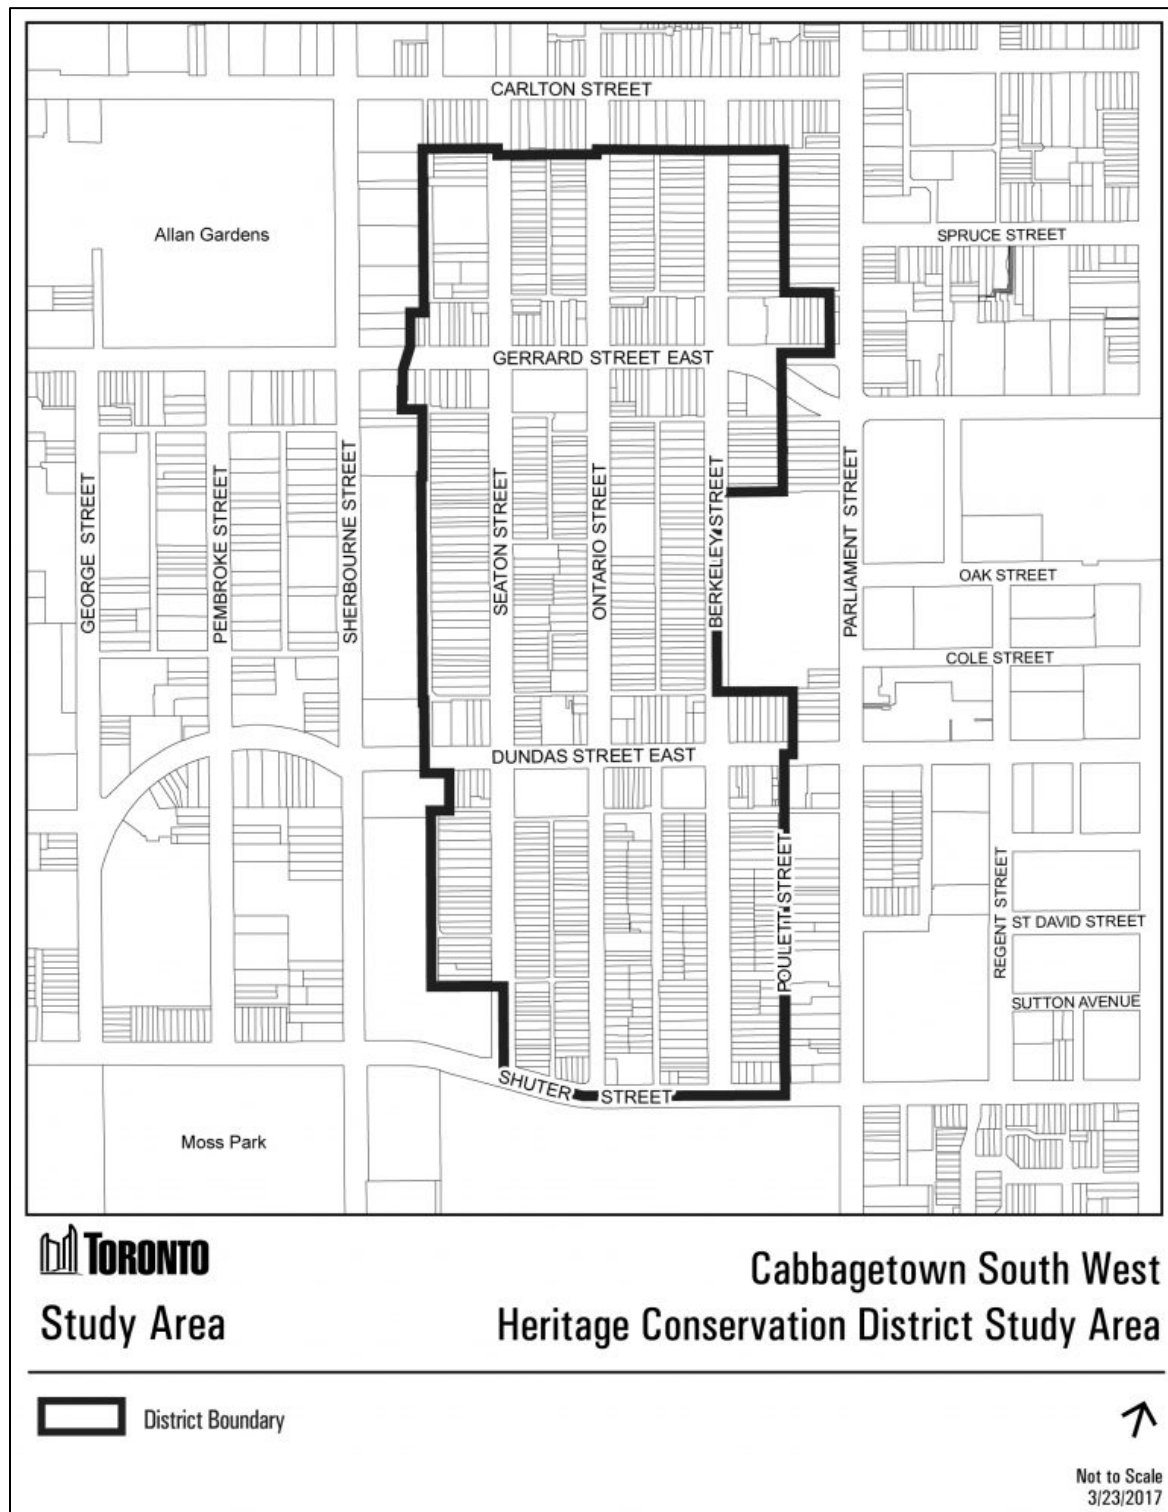 CARLTON STREET
Allan Gardens
SPRUCE STREET
GERRARD STREET EAST
GEORGE STREET
PEMBROKE STREET
SHERBOURNE STREET
SEATON STREET
ONTARIO STREET
BERKELEY STREET
PARLIAMENT STREET
OAK STREET
COLE STREET
DUNDAS STREET EAST
POULETT STREET
REGENT STREET
ST DAVID STREET
SUTTON AVENUE
SHUTER STREET
Moss Park
TORONTO
Study Area
Cabbagetown South West
Heritage Conservation District Study Area
District Boundary
Not to Scale
3/23/2017